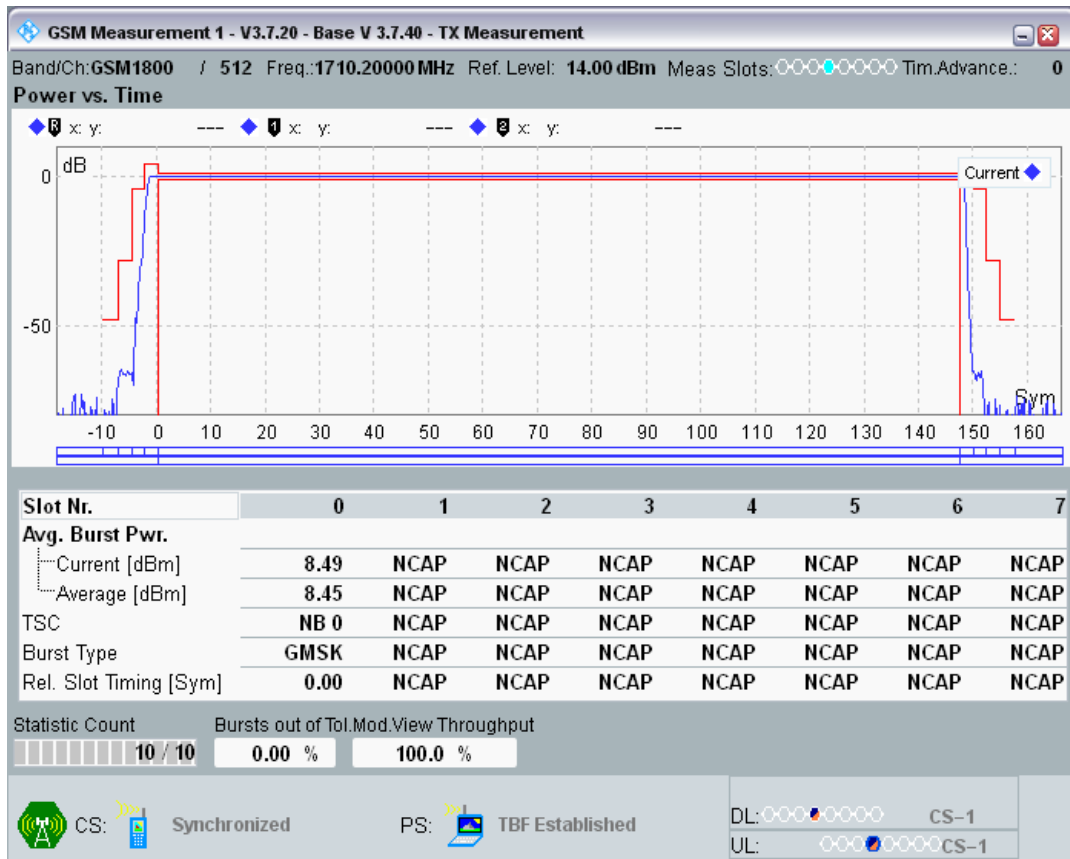 GSM Measurement 1 - V3.7.20 - Base V 3.7.40 - TX Measurement
Band/Ch:GSM1800 / 512 Freq.:1710.20000 MHz Ref. Level: 14.00 dBm Meas Slots: Tim.Advance.: 0
Power vs. Time
R x: y: --- 1 x: y: --- 2 x: y: ---
dB
Current
0
-50
Sym
-10 0 10 20 30 40 50 60 70 80 90 100 110 120 130 140 150 160
Slot Nr. 0 1 2 3 4 5 6 7
Avg. Burst Pwr.
Current [dBm] 8.49 NCAP NCAP NCAP NCAP NCAP NCAP NCAP
Average [dBm] 8.45 NCAP NCAP NCAP NCAP NCAP NCAP NCAP
TSC NB 0 NCAP NCAP NCAP NCAP NCAP NCAP NCAP
Burst Type GMSK NCAP NCAP NCAP NCAP NCAP NCAP NCAP
Rel. Slot Timing [Sym] 0.00 NCAP NCAP NCAP NCAP NCAP NCAP NCAP
Statistic Count Bursts out of Tol. Mod.View Throughput
10 / 10 0.00 % 100.0 %
CS: Synchronized PS: TBF Established
DL: CS-1
UL: CS-1